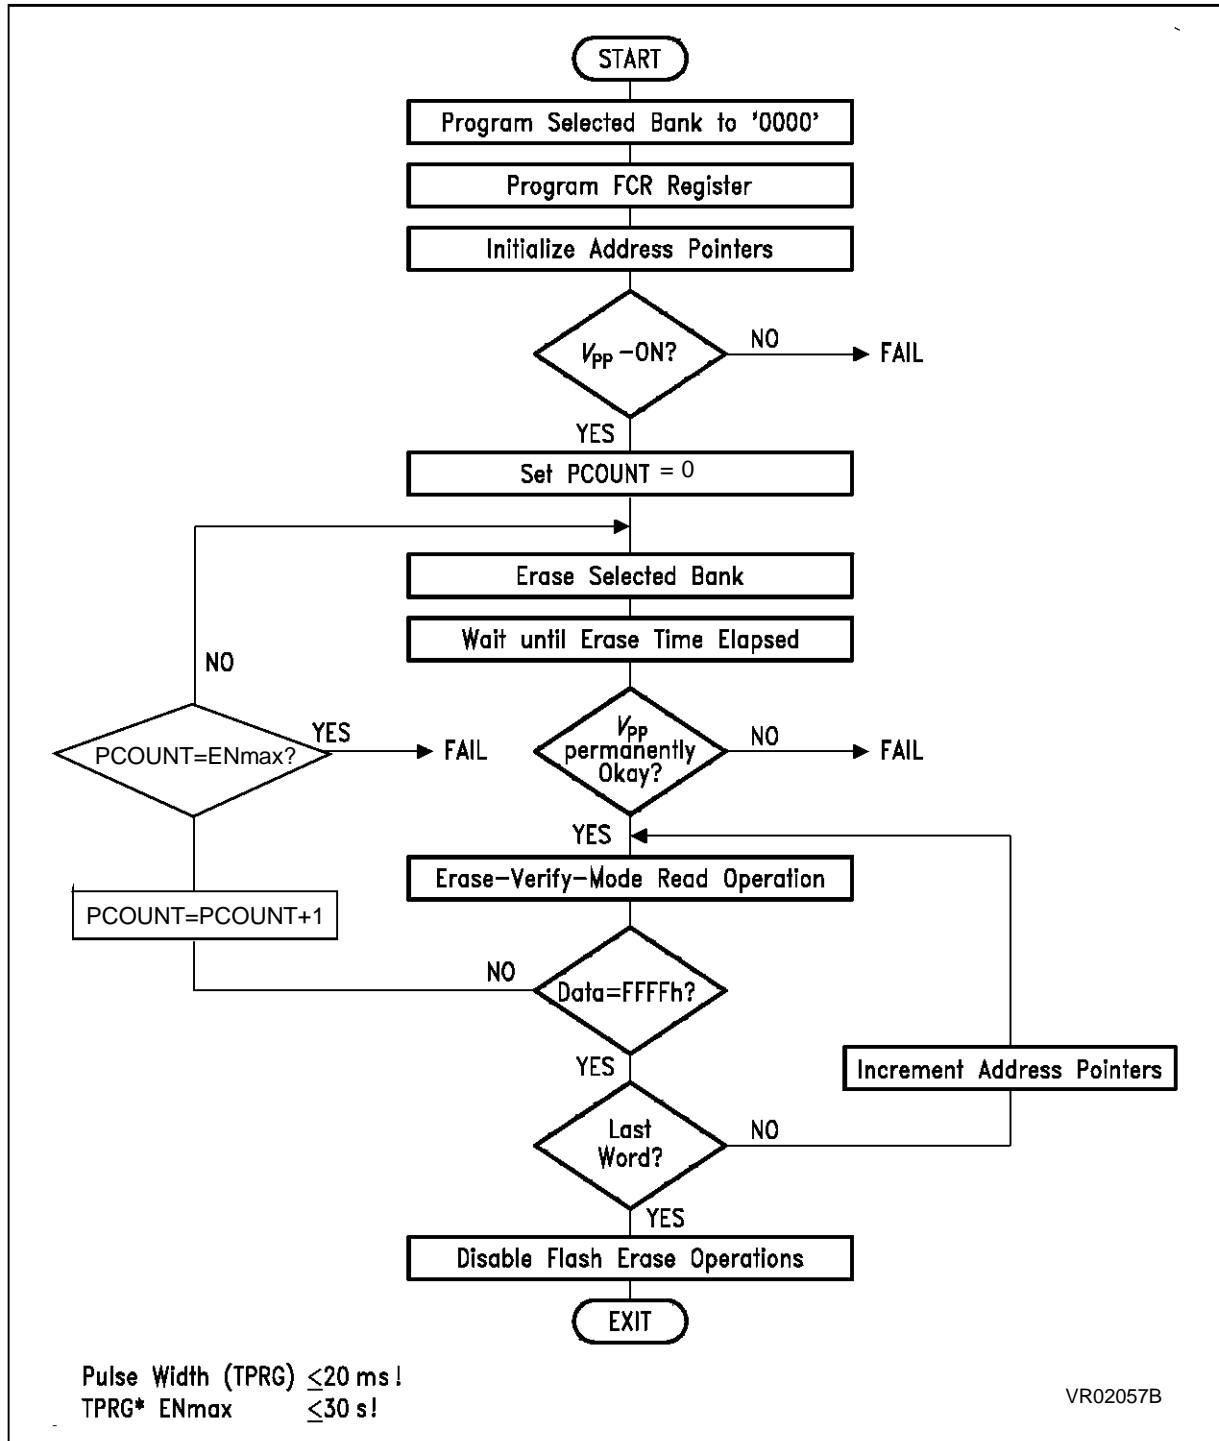 START
Program Selected Bank to '0000'
Program FCR Register
Initialize Address Pointers
VPP -ON?
NO
FAIL
YES
Set PCOUNT = 0
Erase Selected Bank
Wait until Erase Time Elapsed
NO
PCOUNT=ENmax?
YES
FAIL
VPP
permanently
Okay?
NO
FAIL
YES
Erase-Verify-Mode Read Operation
PCOUNT=PCOUNT+1
NO
Data=FFFFh?
YES
Increment Address Pointers
Last
Word?
NO
YES
Disable Flash Erase Operations
EXIT
Pulse Width (TPRG) ≤20 ms!
TPRG* ENmax ≤30 s!
VR02057B